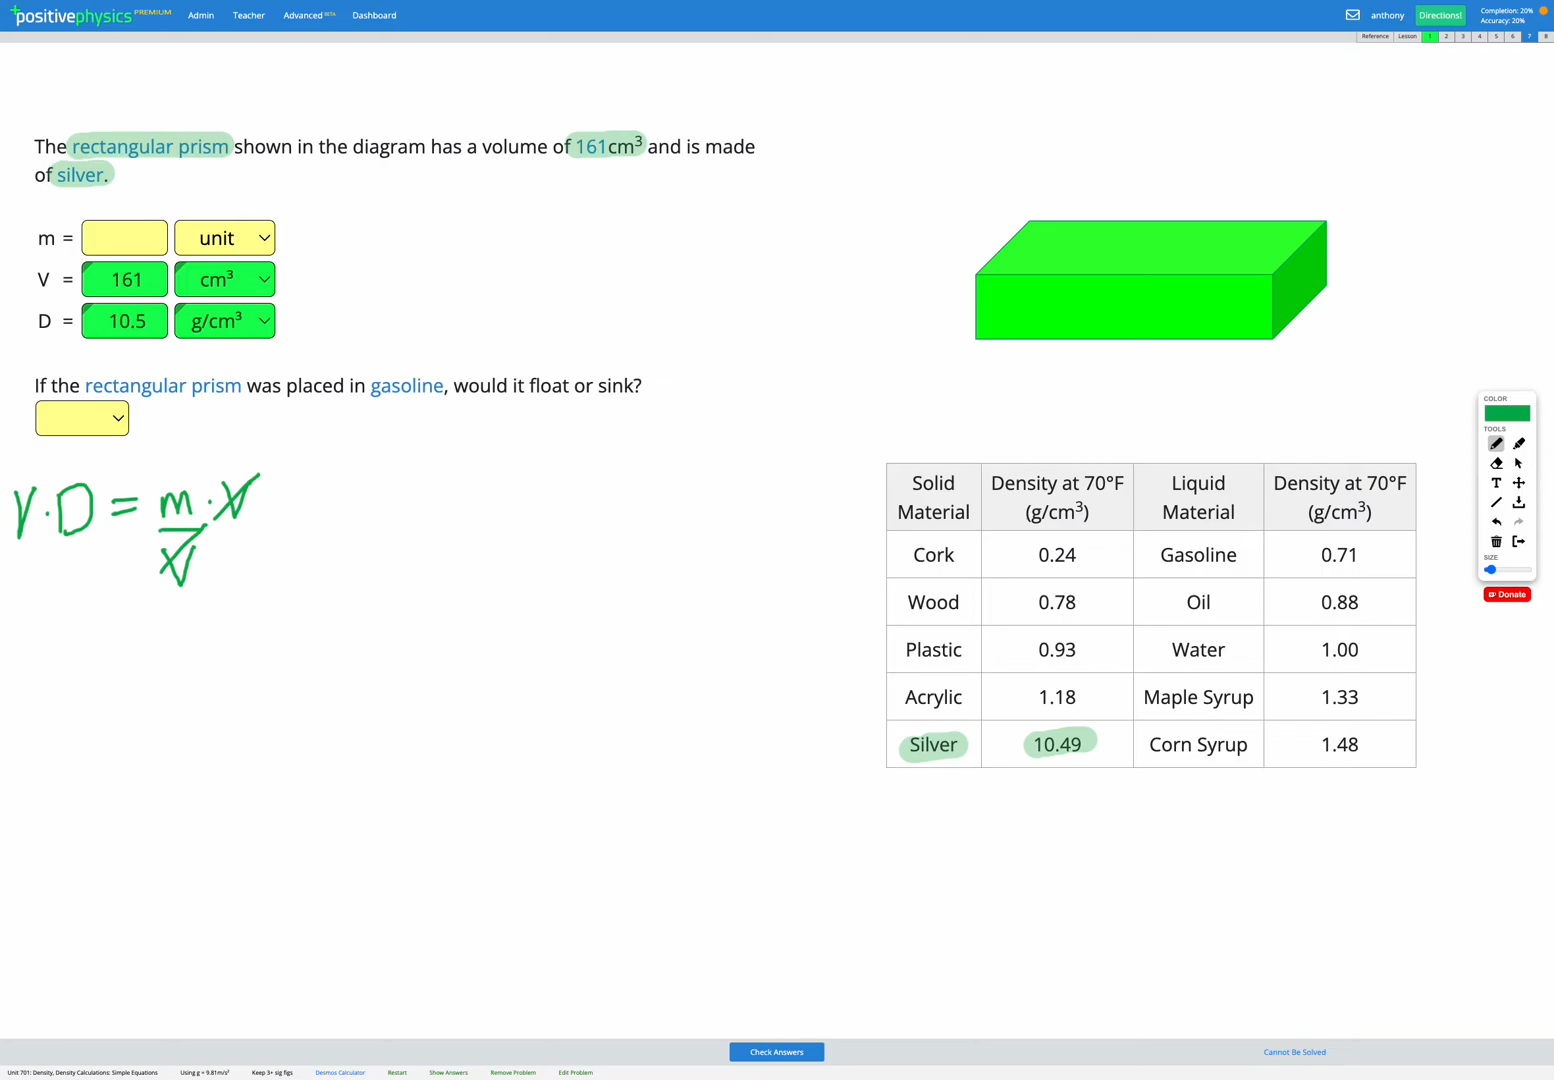 +positivephysics PREMIUM Admin Teacher Advanced BETA Dashboard anthony Directions! Completion: 20%
Accuracy: 20%
Reference Lesson 1 2 3 4 5 6 7 8
The rectangular prism shown in the diagram has a volume of 161cm³ and is made
of silver.
m = unit
V = 161 cm³
D = 10.5 g/cm³
If the rectangular prism was placed in gasoline, would it float or sink?
V·D = m·V
V
COLOR
TOOLS
T
SIZE
Donate
Solid Material Density at 70°F (g/cm³) Liquid Material Density at 70°F (g/cm³)
Cork 0.24 Gasoline 0.71
Wood 0.78 Oil 0.88
Plastic 0.93 Water 1.00
Acrylic 1.18 Maple Syrup 1.33
Silver 10.49 Corn Syrup 1.48
Check Answers Cannot Be Solved
Unit 701: Density, Density Calculations: Simple Equations Using g = 9.81m/s² Keep 3+ sig figs Desmos Calculator Restart Show Answers Remove Problem Edit Problem